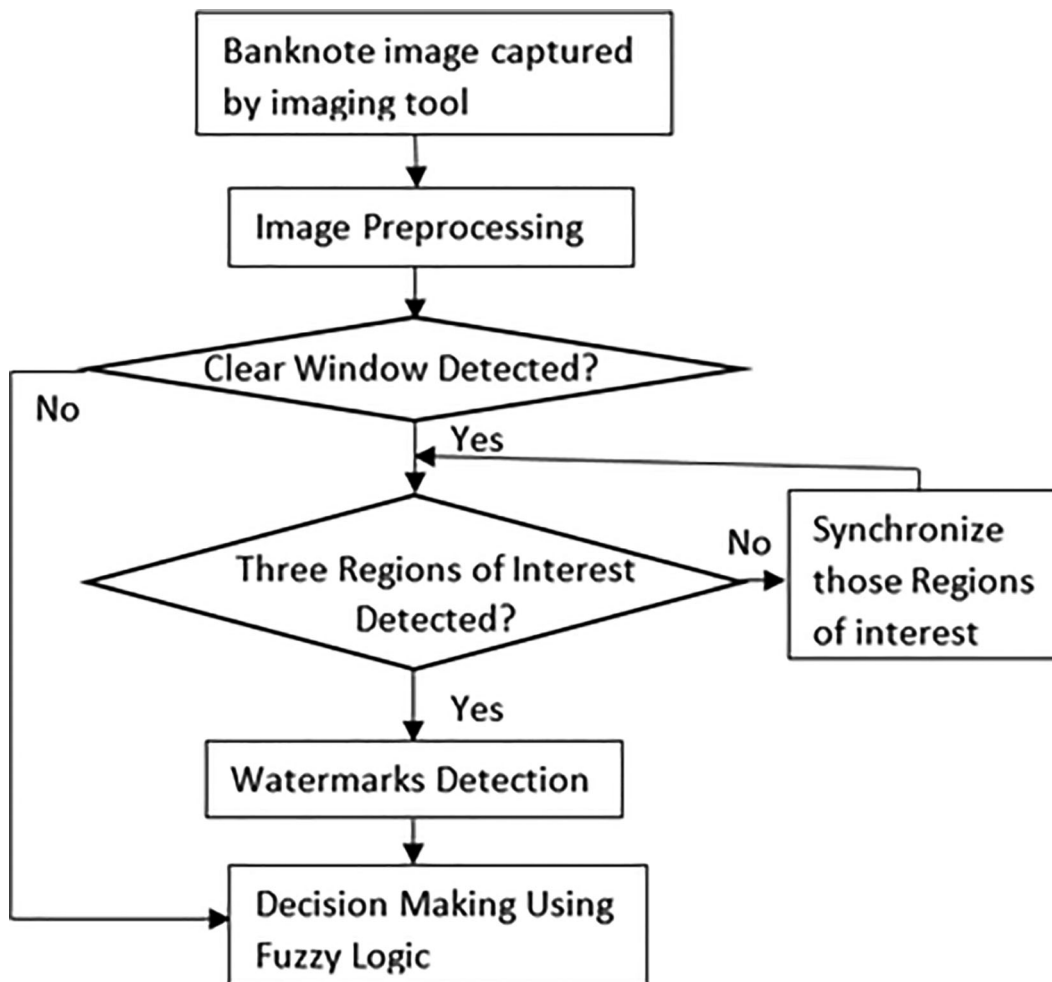 Banknote image captured
by imaging tool
Image Preprocessing
Clear Window Detected?
No
Yes
Three Regions of Interest
Detected?
No
Synchronize
those Regions
of interest
Yes
Watermarks Detection
Decision Making Using
Fuzzy Logic